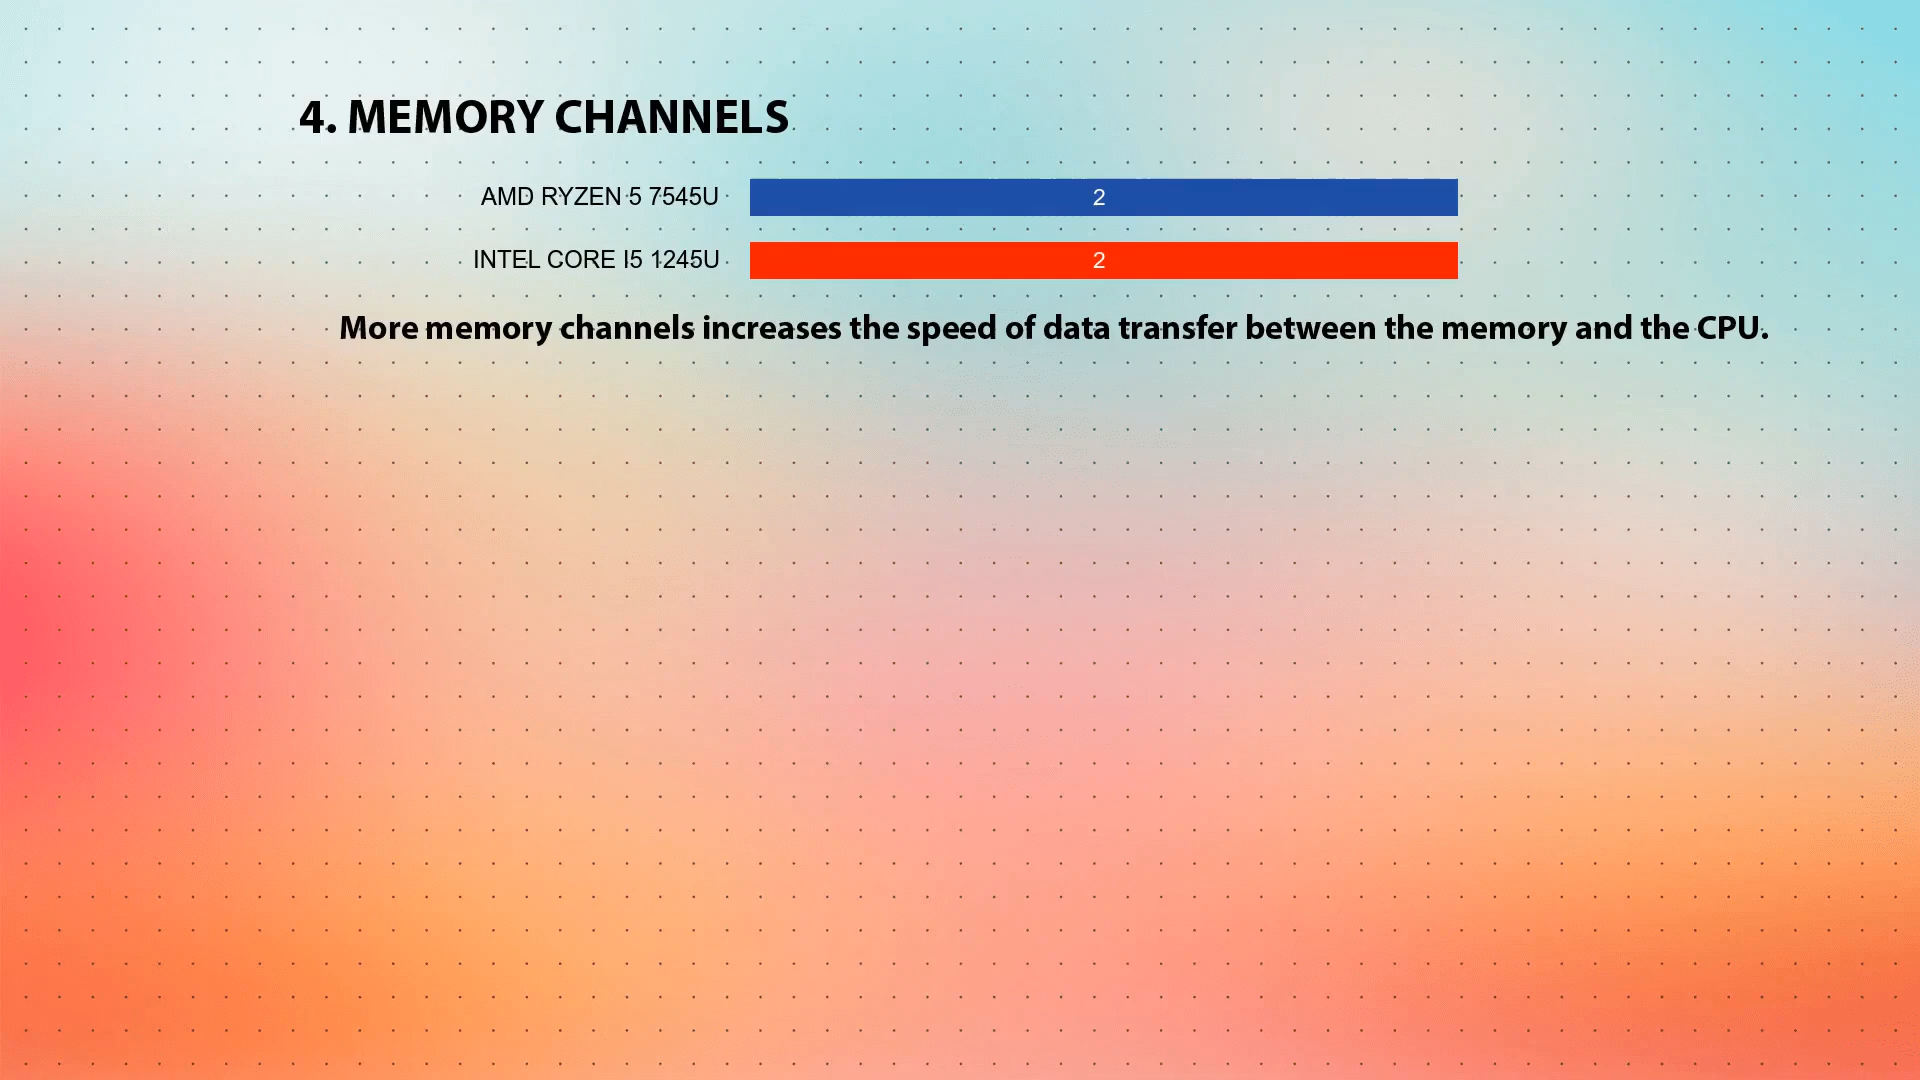 4. MEMORY CHANNELS
AMD RYZEN 5 7545U
2
INTEL CORE I5 1245U
2
More memory channels increases the speed of data transfer between the memory and the CPU.